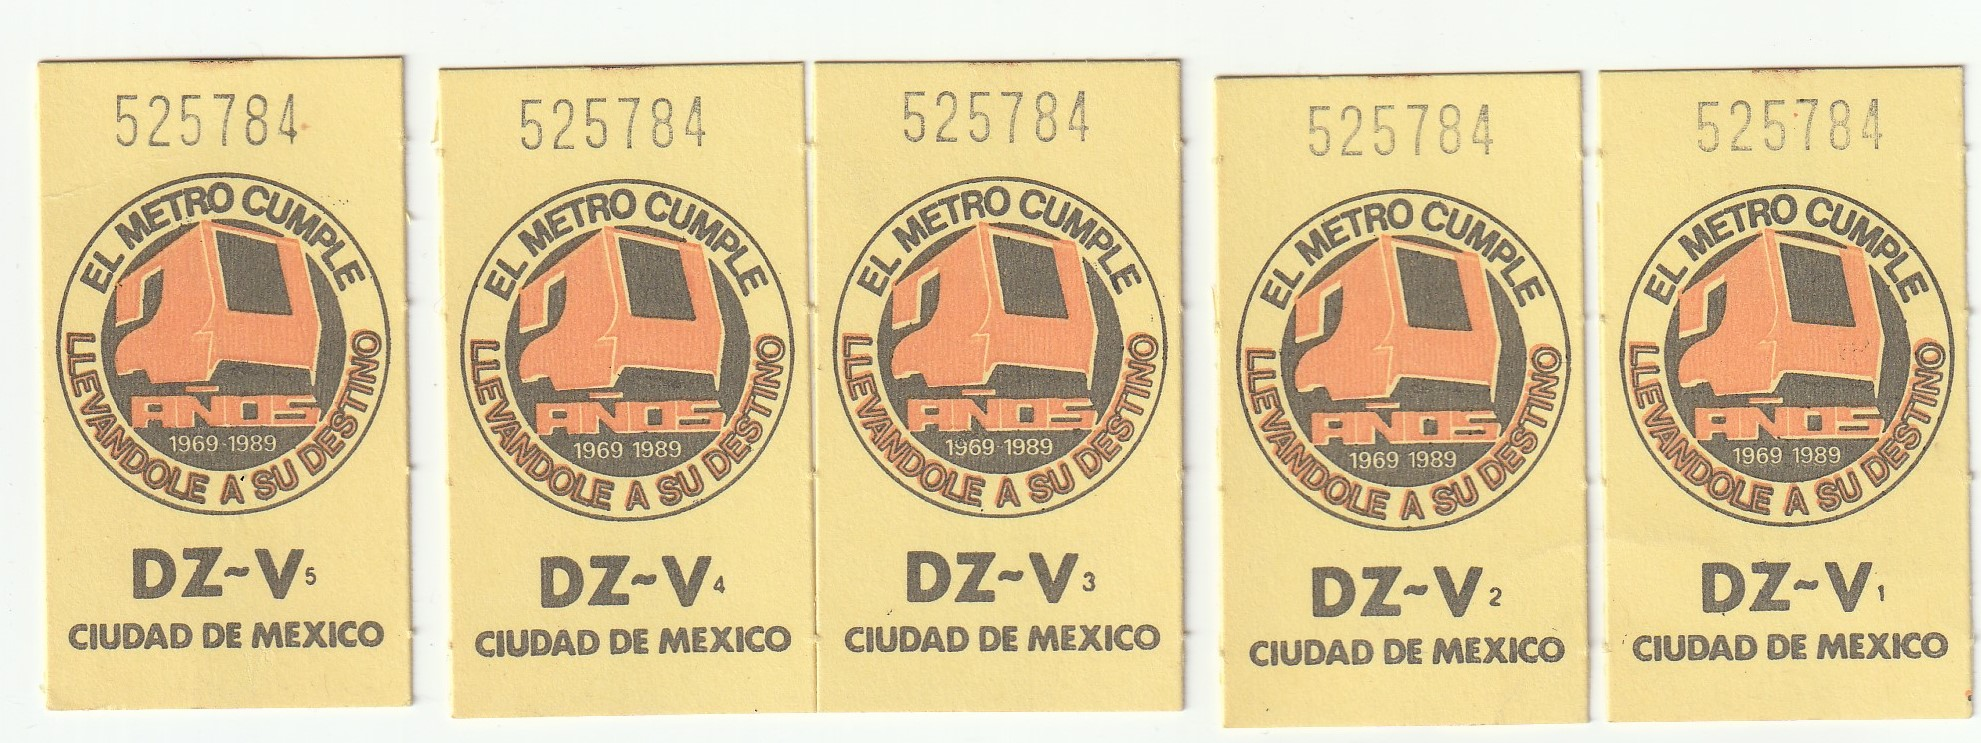 525784
EL METRO CUMPLE
AÑOS
1969-1989
LLEVANDOLE A SU DESTINO
DZ~V5
CIUDAD DE MEXICO
525784
EL METRO CUMPLE
AÑOS
1969 1989
LLEVANDOLE A SU DESTINO
DZ~V4
CIUDAD DE MEXICO
525784
EL METRO CUMPLE
AÑOS
1969-1989
LLEVANDOLE A SU DESTINO
DZ~V3
CIUDAD DE MEXICO
525784
EL METRO CUMPLE
AÑOS
1969 1989
LLEVANDOLE A SU DESTINO
DZ~V2
CIUDAD DE MEXICO
525784
EL METRO CUMPLE
AÑOS
1969 1989
LLEVANDOLE A SU DESTINO
DZ~V1
CIUDAD DE MEXICO